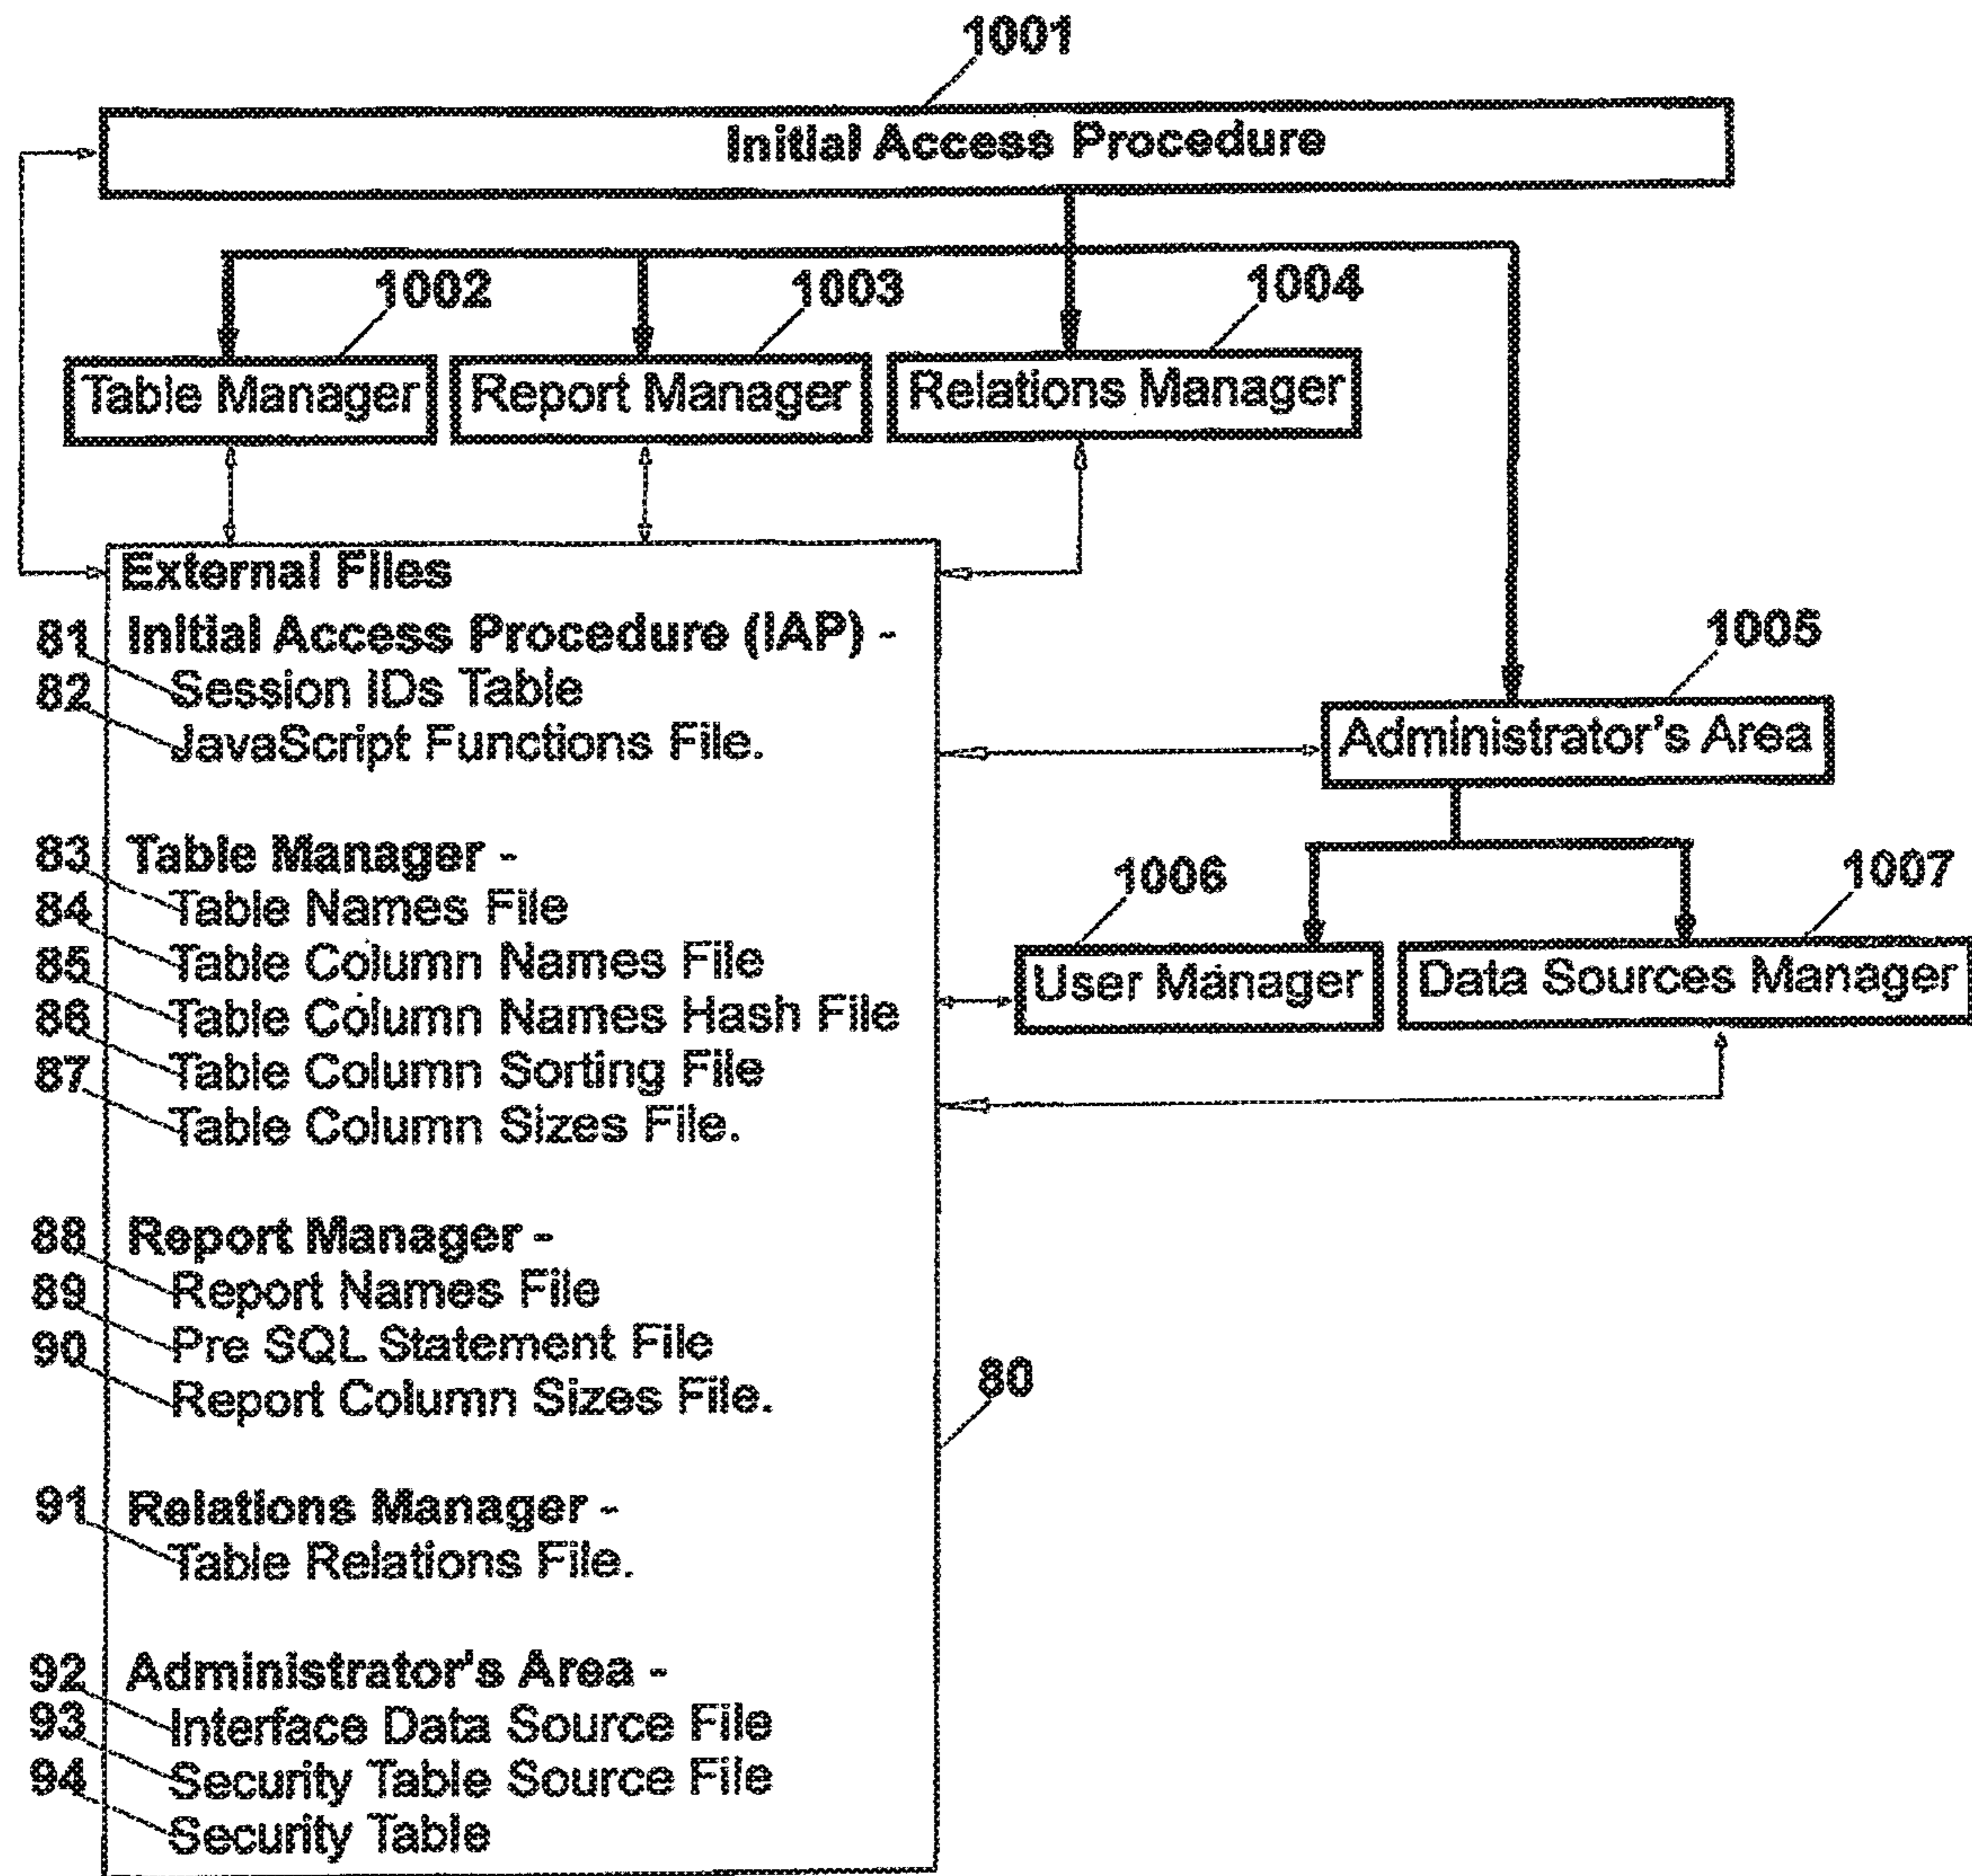 1001
Initial Access Procedure
1002
1003
1004
Table Manager
Report Manager
Relations Manager
External Files
81
Initial Access Procedure (IAP) -
82
Session IDs Table
JavaScript Functions File.
1005
Administrator's Area
83
Table Manager -
84
Table Names File
85
Table Column Names File
86
Table Column Names Hash File
87
Table Column Sorting File
Table Column Sizes File.
1006
1007
User Manager
Data Sources Manager
88
Report Manager -
89
Report Names File
90
Pre SQL Statement File
Report Column Sizes File.
80
91
Relations Manager -
Table Relations File.
92
Administrator's Area -
93
Interface Data Source File
94
Security Table Source File
Security Table